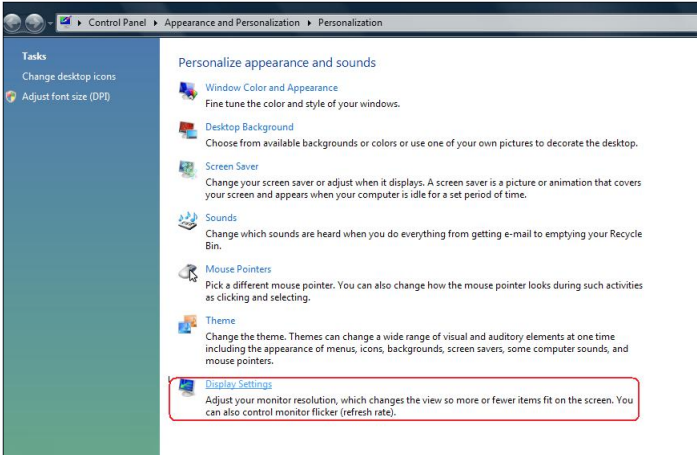 Control Panel ▸ Appearance and Personalization ▸ Personalization
Tasks
Change desktop icons
Adjust font size (DPI)
Personalize appearance and sounds
Window Color and Appearance
Fine tune the color and style of your windows.
Desktop Background
Choose from available backgrounds or colors or use one of your own pictures to decorate the desktop.
Screen Saver
Change your screen saver or adjust when it displays. A screen saver is a picture or animation that covers
your screen and appears when your computer is idle for a set period of time.
Sounds
Change which sounds are heard when you do everything from getting e-mail to emptying your Recycle
Bin.
Mouse Pointers
Pick a different mouse pointer. You can also change how the mouse pointer looks during such activities
as clicking and selecting.
Theme
Change the theme. Themes can change a wide range of visual and auditory elements at one time
including the appearance of menus, icons, backgrounds, screen savers, some computer sounds, and
mouse pointers.
Display Settings
Adjust your monitor resolution, which changes the view so more or fewer items fit on the screen. You
can also control monitor flicker (refresh rate).